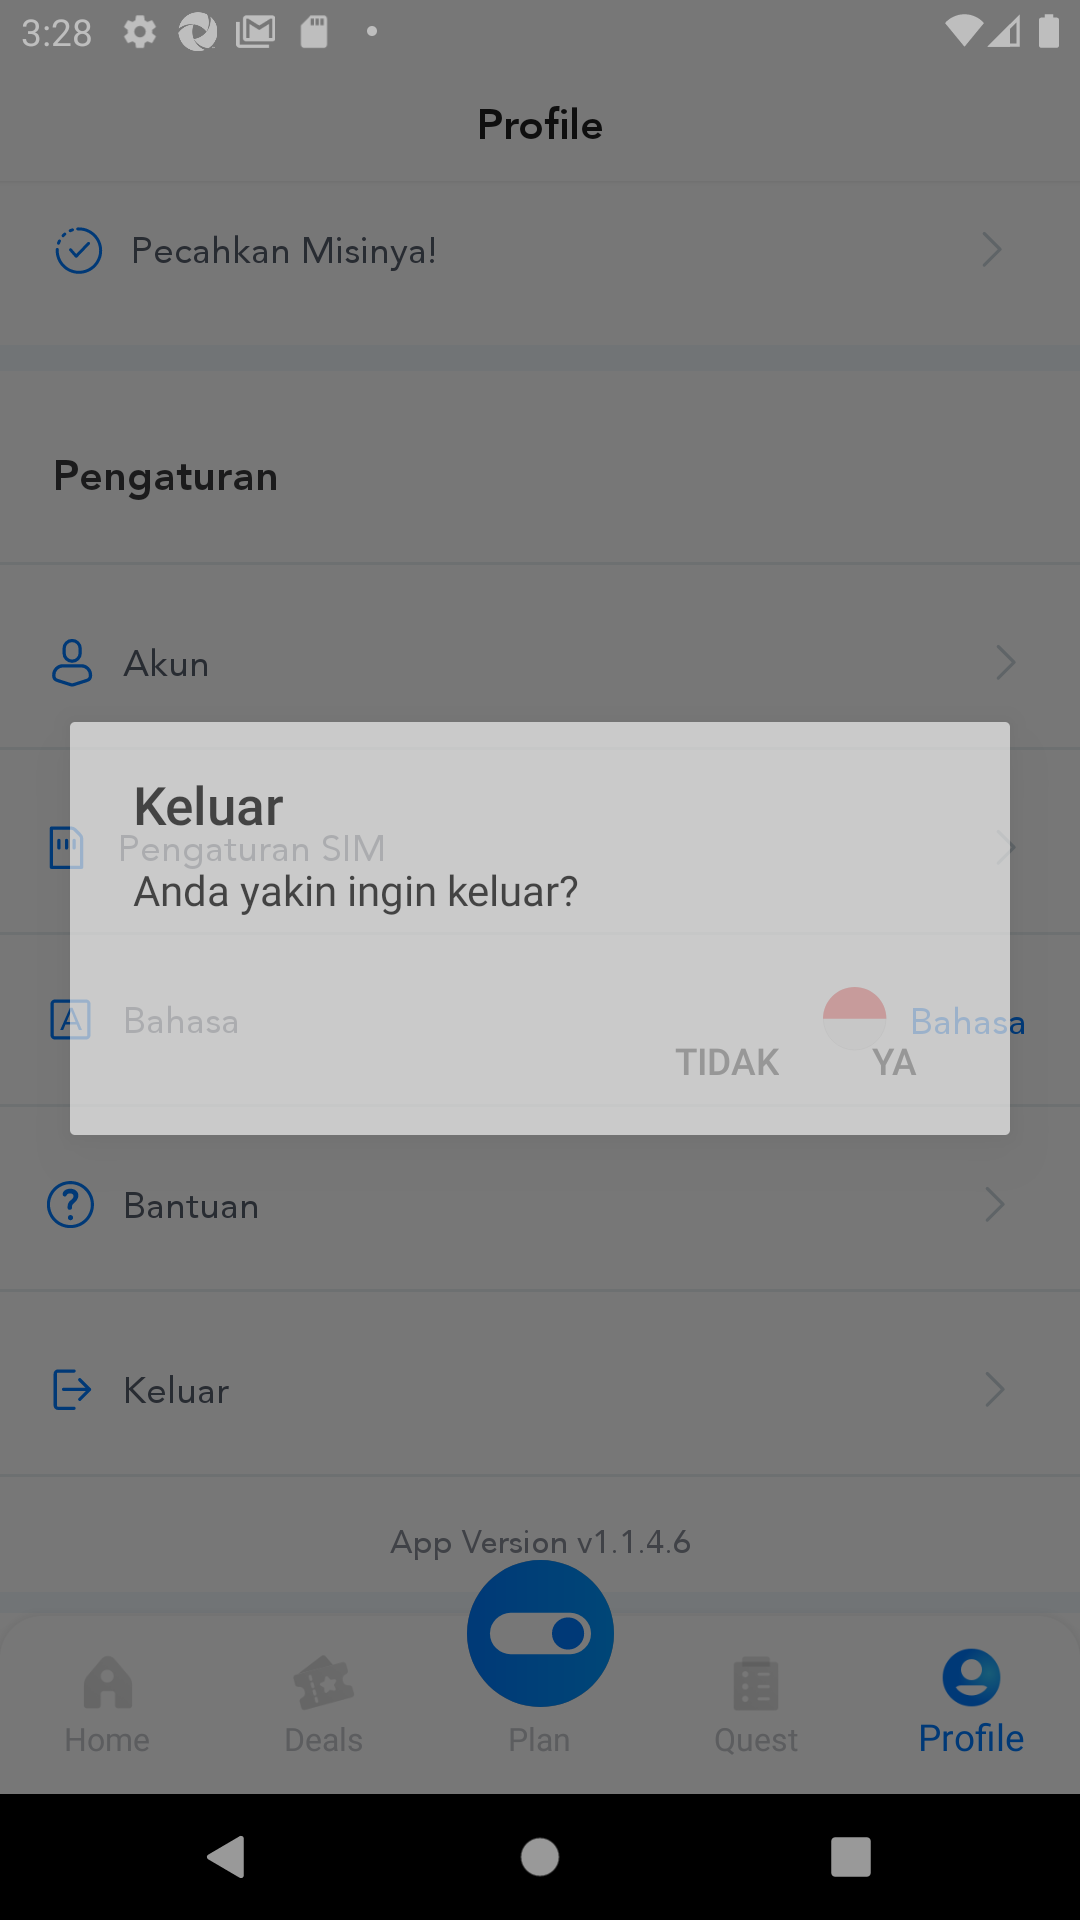 3:28
Profile
Pecahkan Misinya!
Pengaturan
Akun
Keluar
Pengaturan SIM
Anda yakin ingin keluar?
Bahasa Bahasa
TIDAK YA
Bantuan
Keluar
App Version v1.1.4.6
Home Deals Plan Quest Profile